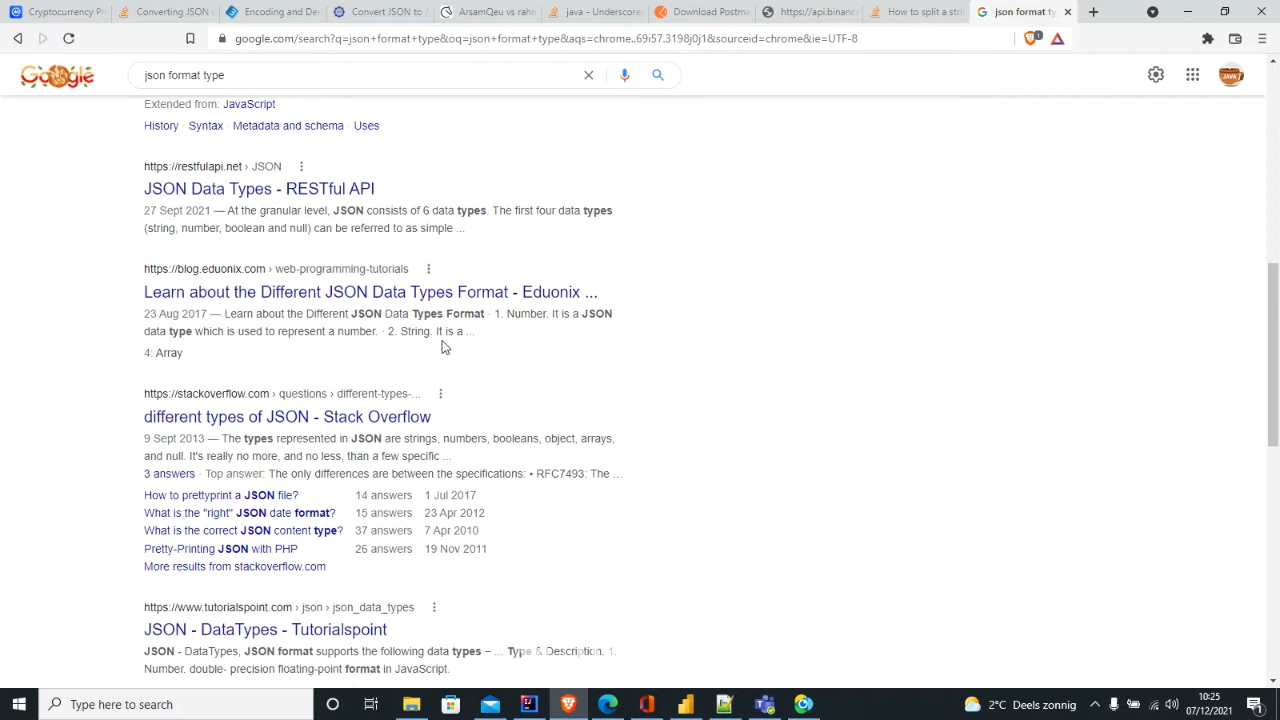 Cryptocurrency Pr
Converting JSON
Encoding and De
Convert JSON to
ArsamQeu vs rahn
java - Underscore
Download Postma
https://api.binanc
How to split a strin
json format ty
google.com/search?q=json+format+type&oq=json+format+type&aqs=chrome..69i57.3198j0j1&sourceid=chrome&ie=UTF-8
1
Google
json format type
JAVA
Extended from: JavaScript
History · Syntax · Metadata and schema · Uses
https://restfulapi.net › JSON
JSON Data Types - RESTful API
27 Sept 2021 — At the granular level, JSON consists of 6 data types. The first four data types
(string, number, boolean and null) can be referred to as simple ...
https://blog.eduonix.com › web-programming-tutorials
Learn about the Different JSON Data Types Format - Eduonix ...
23 Aug 2017 — Learn about the Different JSON Data Types Format · 1. Number. It is a JSON
data type which is used to represent a number. · 2. String. It is a ...
4: Array
https://stackoverflow.com › questions › different-types-...
different types of JSON - Stack Overflow
9 Sept 2013 — The types represented in JSON are strings, numbers, booleans, object, arrays,
and null. It's really no more, and no less, than a few specific ...
3 answers · Top answer: The only differences are between the specifications: • RFC7493: The ...
How to prettyprint a JSON file? 14 answers 1 Jul 2017
What is the "right" JSON date format? 15 answers 23 Apr 2012
What is the correct JSON content type? 37 answers 7 Apr 2010
Pretty-Printing JSON with PHP 26 answers 19 Nov 2011
More results from stackoverflow.com
https://www.tutorialspoint.com › json › json_data_types
JSON - DataTypes - Tutorialspoint
JSON - DataTypes, JSON format supports the following data types − ... Type & Description. 1.
Number. double- precision floating-point format in JavaScript.
Type here to search
2°C Deels zonnig
10:25
07/12/2021
1